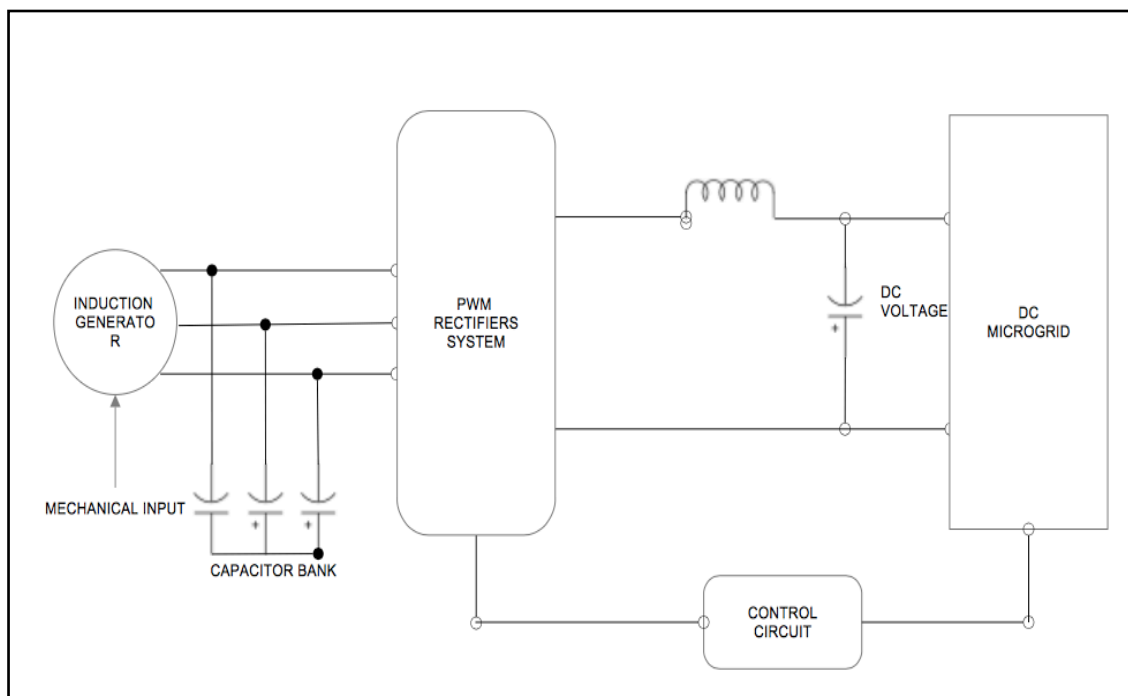 INDUCTION
GENERATO
R
MECHANICAL INPUT
+
+
CAPACITOR BANK
PWM
RECTIFIERS
SYSTEM
DC
VOLTAGE
+
DC
MICROGRID
CONTROL
CIRCUIT